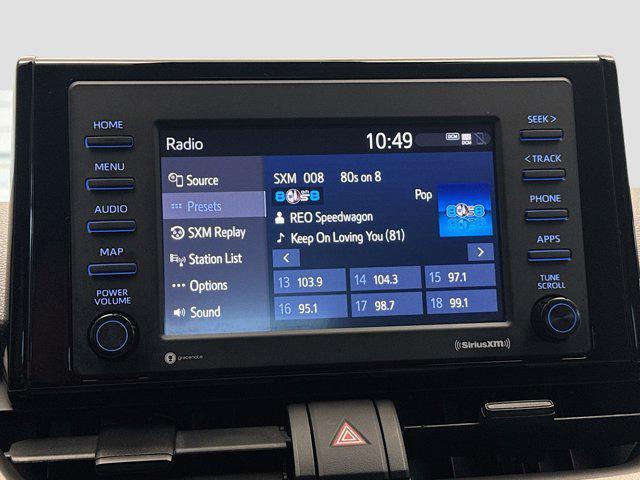 HOME
MENU
AUDIO
MAP
POWER
VOLUME
SEEK >
< TRACK
PHONE
APPS
TUNE
SCROLL
Radio
10:49
DCM
DCM
Source
Presets
SXM Replay
Station List
Options
Sound
SXM 008 80s on 8
Pop
REO Speedwagon
Keep On Loving You (81)
< >
13 103.9
14 104.3
15 97.1
16 95.1
17 98.7
18 99.1
gracenote
((SiriusXM))